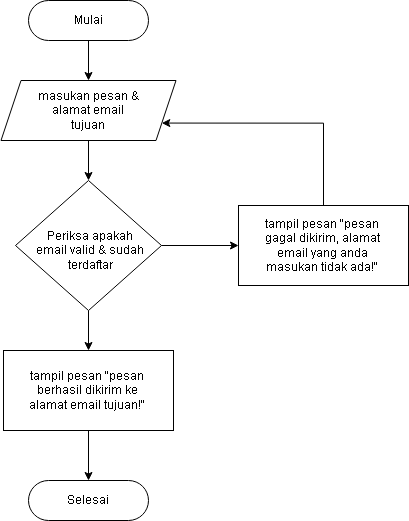 Mulai
masukan pesan &
alamat email
tujuan
Periksa apakah
email valid & sudah
terdaftar
tampil pesan "pesan
gagal dikirim, alamat
email yang anda
masukan tidak ada!"
tampil pesan "pesan
berhasil dikirim ke
alamat email tujuan!"
Selesai